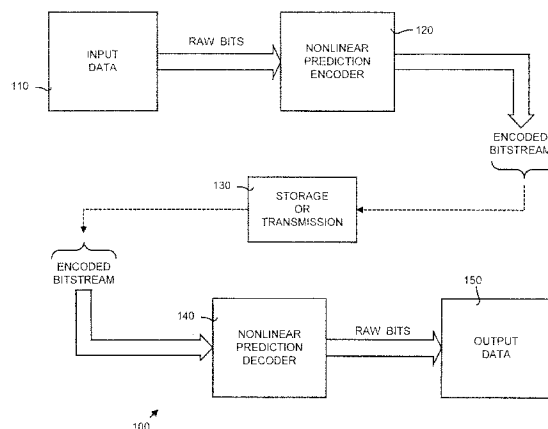 INPUT
DATA
110
RAW BITS
NONLINEAR
PREDICTION
ENCODER
120
ENCODED
BITSTREAM
130
STORAGE
OR
TRANSMISSION
ENCODED
BITSTREAM
140
NONLINEAR
PREDICTION
DECODER
RAW BITS
150
OUTPUT
DATA
100